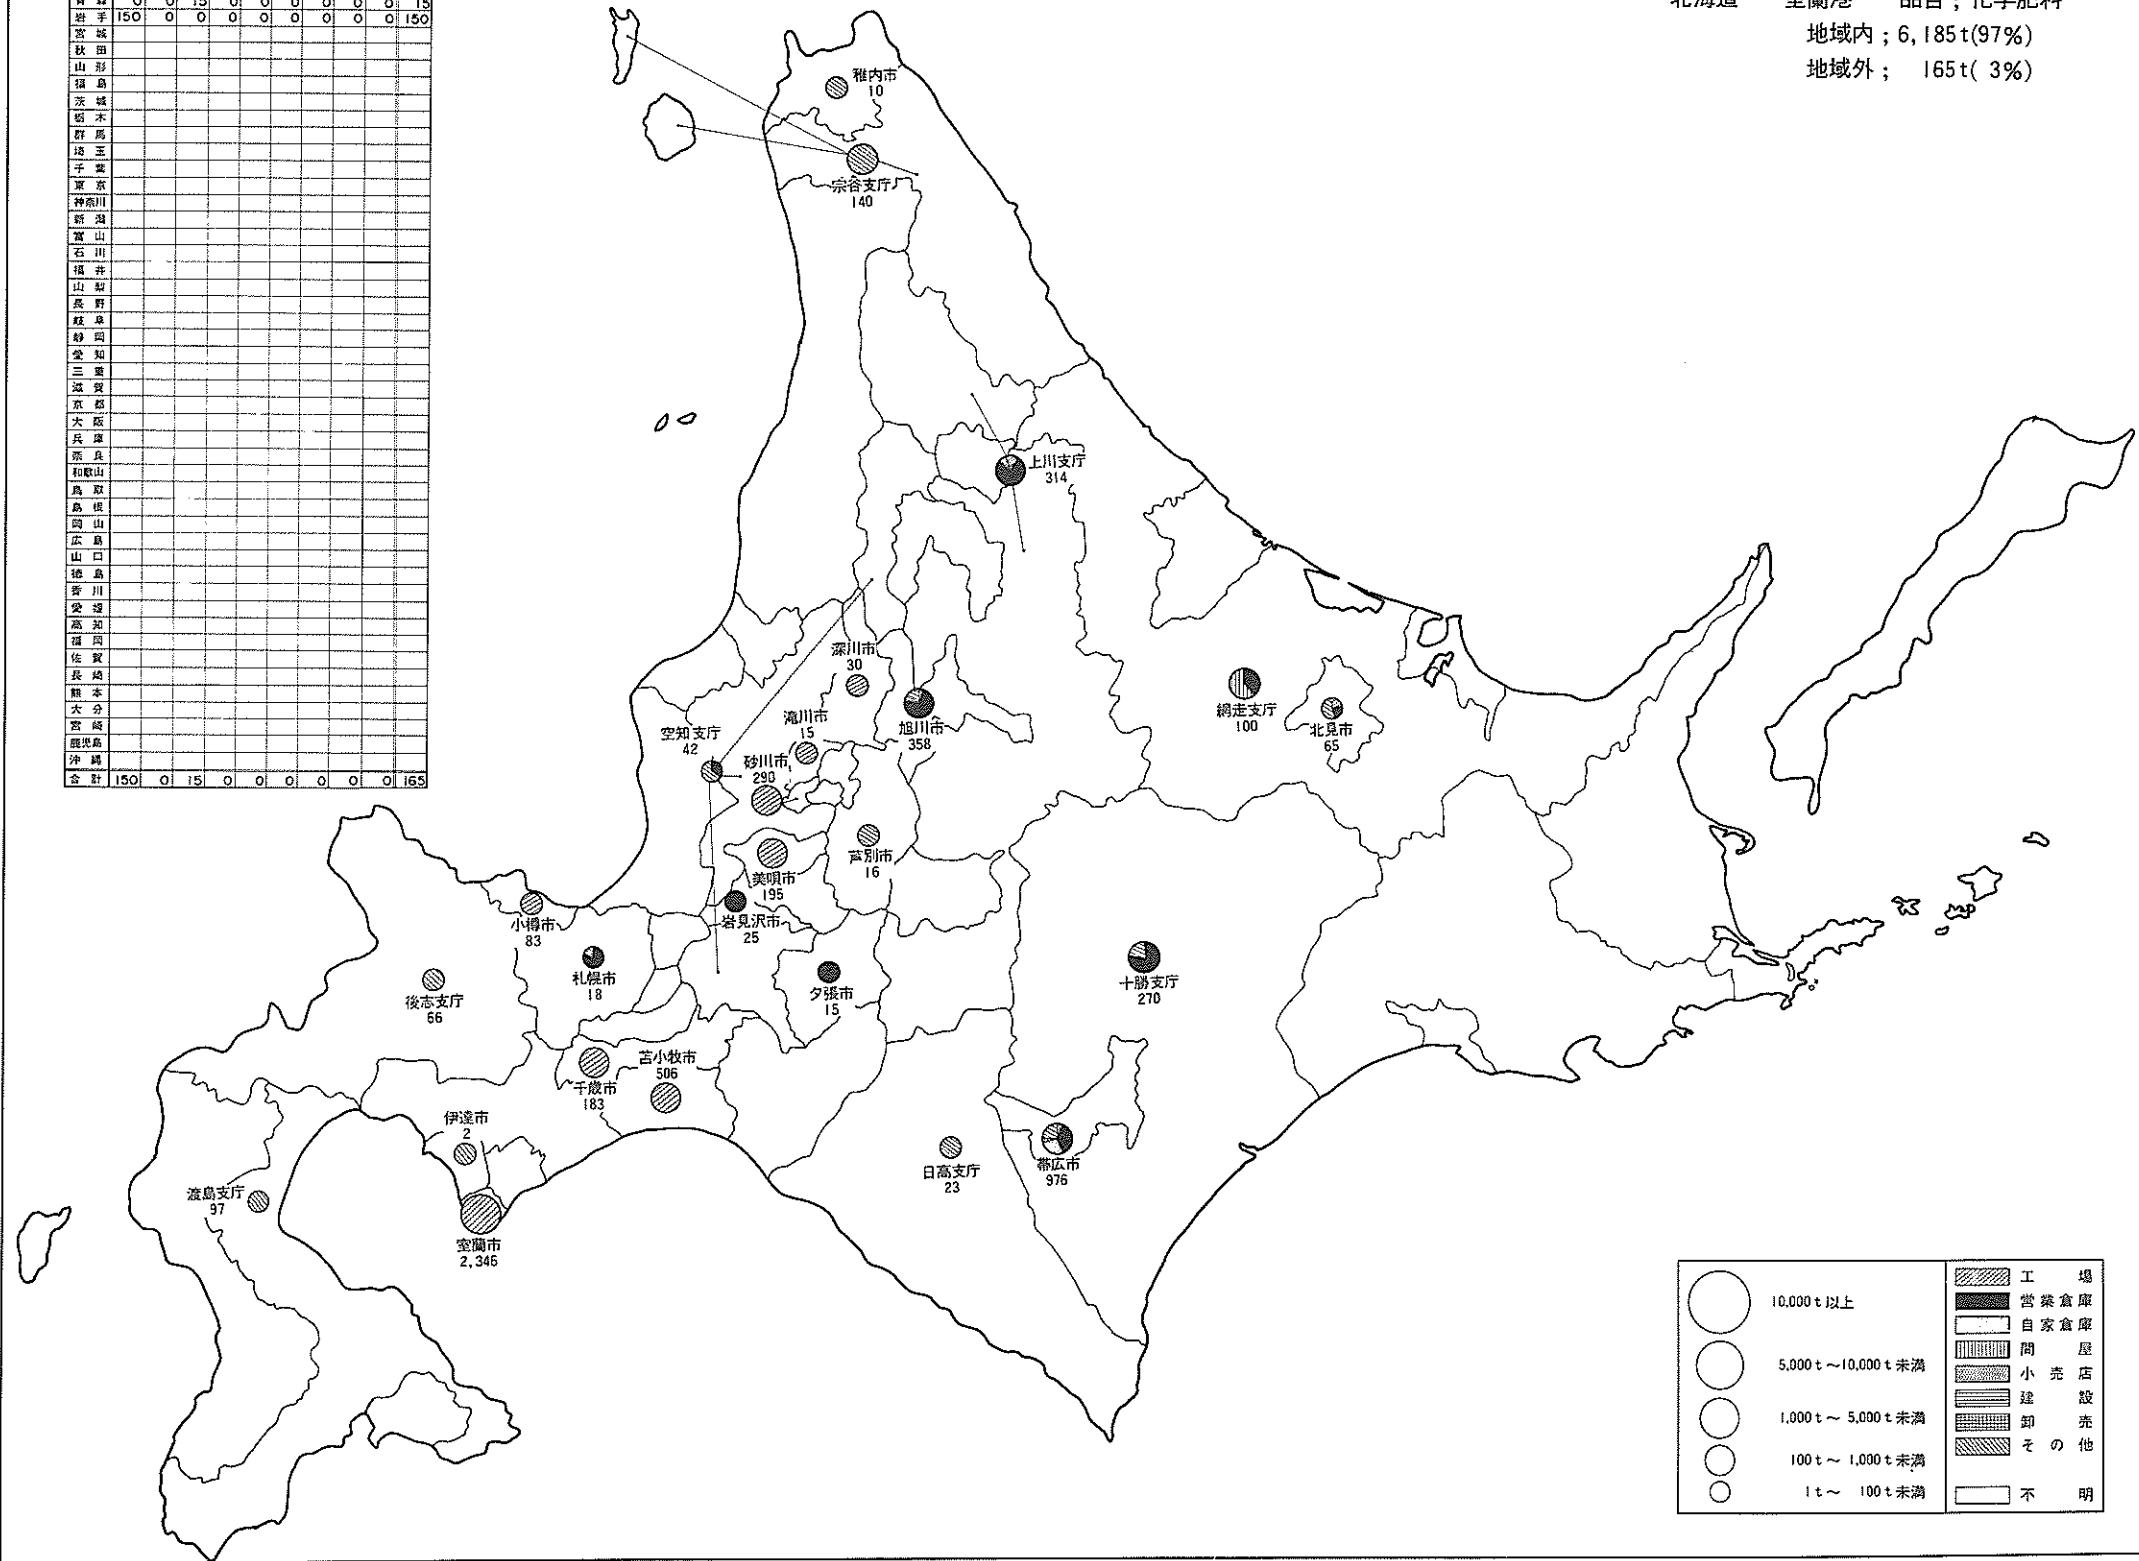 岩手 150 0 0 0 0 0 0 0 0 150
宮城
秋田
山形
福島
茨城
栃木
群馬
埼玉
千葉
東京
神奈川
新潟
富山
石川
福井
山梨
長野
岐阜
静岡
愛知
三重
滋賀
京都
大阪
兵庫
奈良
和歌山
鳥取
島根
岡山
広島
山口
徳島
香川
愛媛
高知
福岡
佐賀
長崎
熊本
大分
宮崎
鹿児島
沖縄
合計 150 0 15 0 0 0 0 0 0 165
地域内；6,185t(97%)
地域外； 165t( 3%)
稚内市
10
宗谷支庁
140
上川支庁
314
深川市
30
滝川市
15
旭川市
358
空知支庁
42
砂川市
290
網走支庁
100
北見市
65
芦別市
16
美唄市
195
岩見沢市
25
小樽市
83
札幌市
18
後志支庁
66
夕張市
15
十勝支庁
270
千歳市
183
苫小牧市
506
伊達市
2
渡島支庁
97
室蘭市
2,346
日高支庁
23
帯広市
976
10,000t以上
5,000t～10,000t未満
1,000t～5,000t未満
100t～1,000t未満
1t～100t未満
工場
営業倉庫
自家倉庫
問屋
小売店
建設
卸売
その他
不明